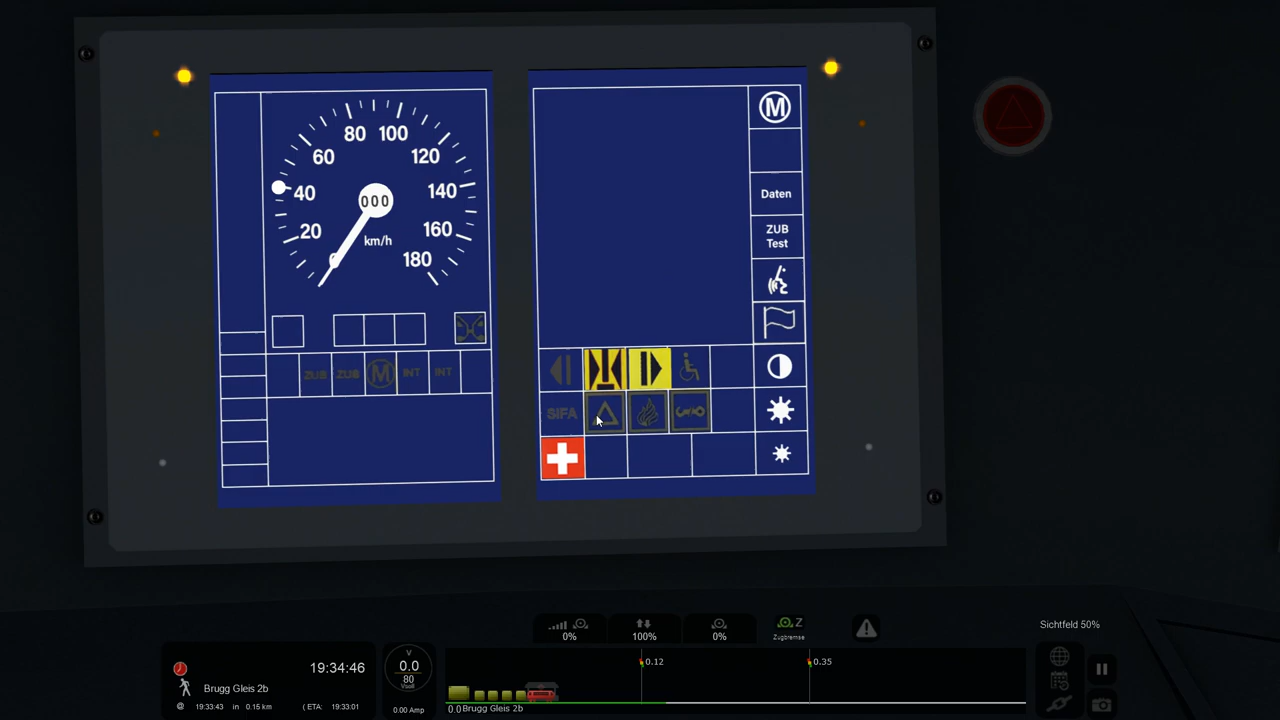 80 100
60 120
40 140
000
20 160
km/h
180
M
Daten
ZUB
Test
ZUB ZUB M INT INT
SIFA
0% 100% 0% Z
Zugbremse
Sichtfeld 50%
19:34:46
Brugg Gleis 2b
@ 19:33:43 in 0.15 km ( ETA: 19:33:01
V
0.0
80
Vsoll
0.00 Amp
0.12 0.35
0.0 Brugg Gleis 2b